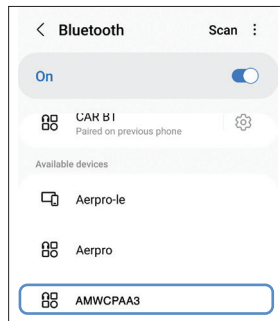 Bluetooth Scan
On
CAR BT
Paired on previous phone
Available devices
Aerpro-le
Aerpro
AMWCPAA3